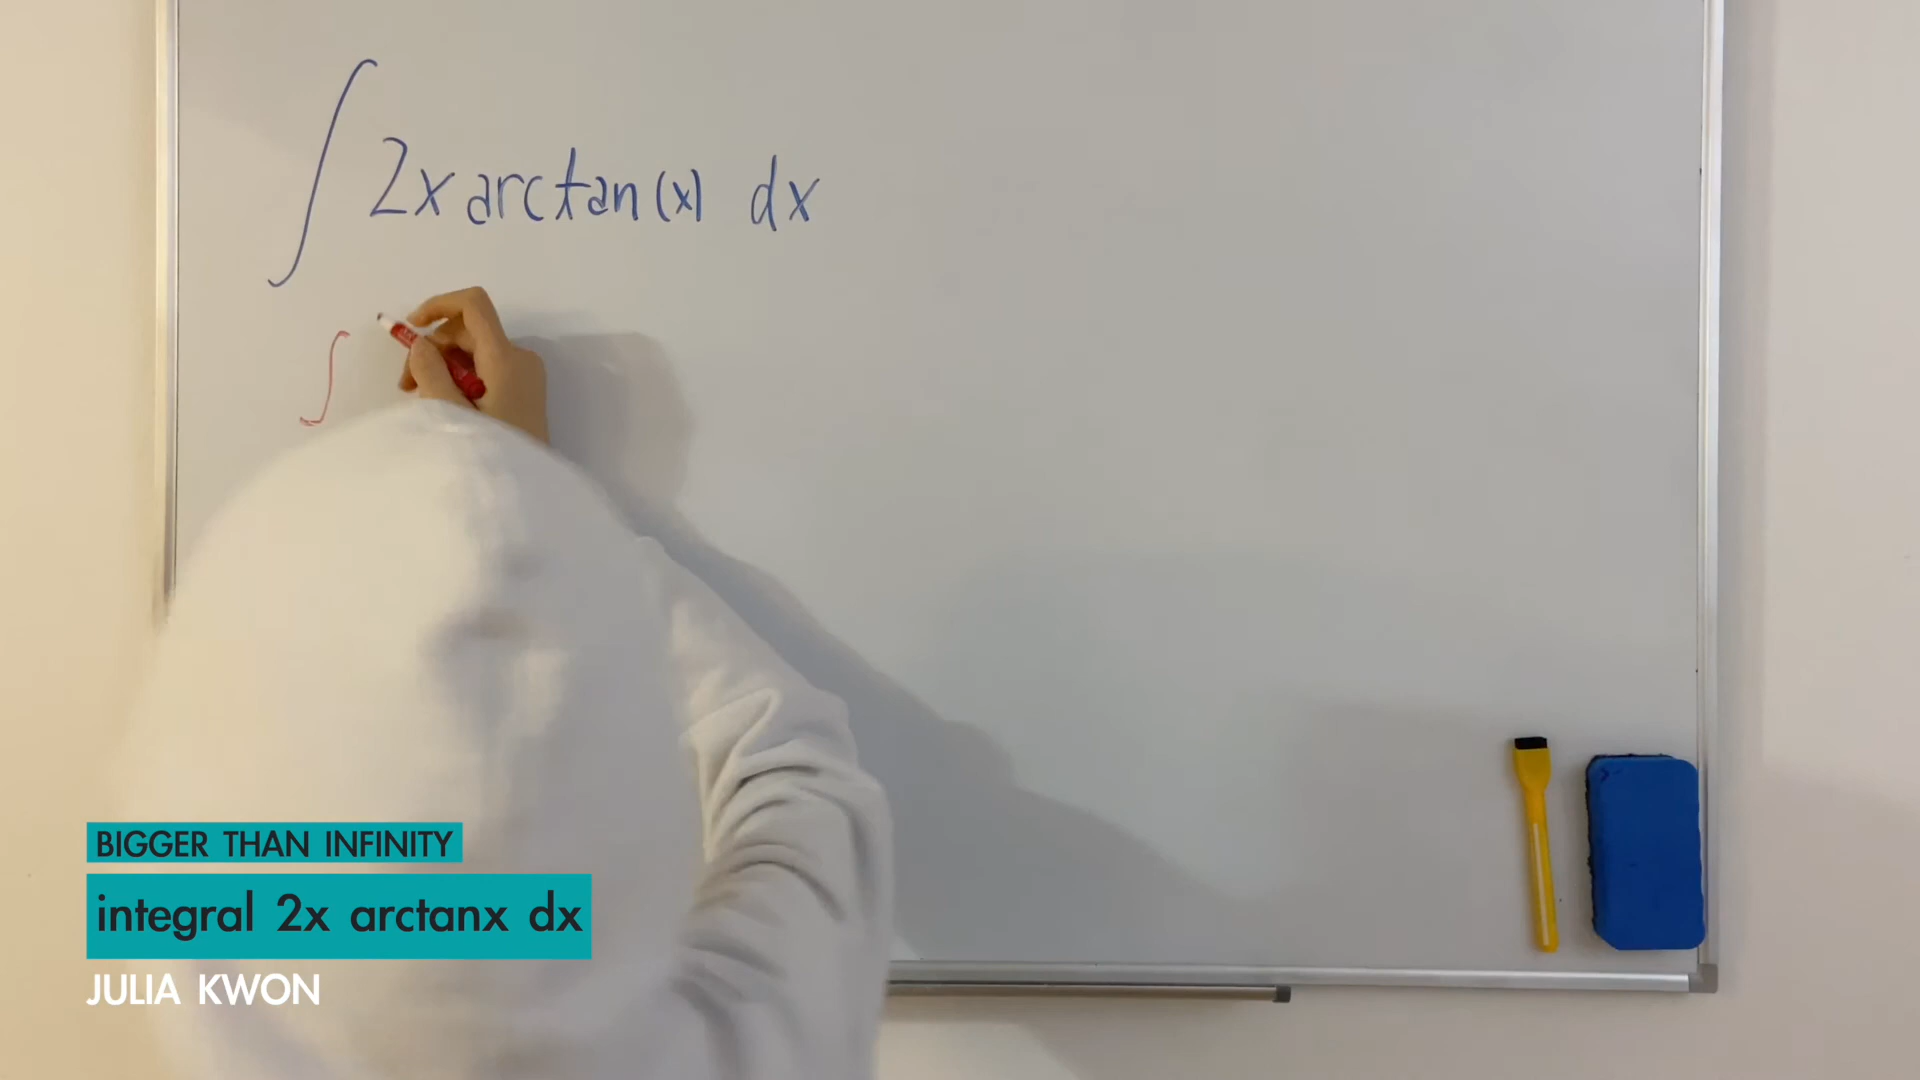 ∫ 2x arctan(x) dx
∫
BIGGER THAN INFINITY
integral 2x arctanx dx
JULIA KWON